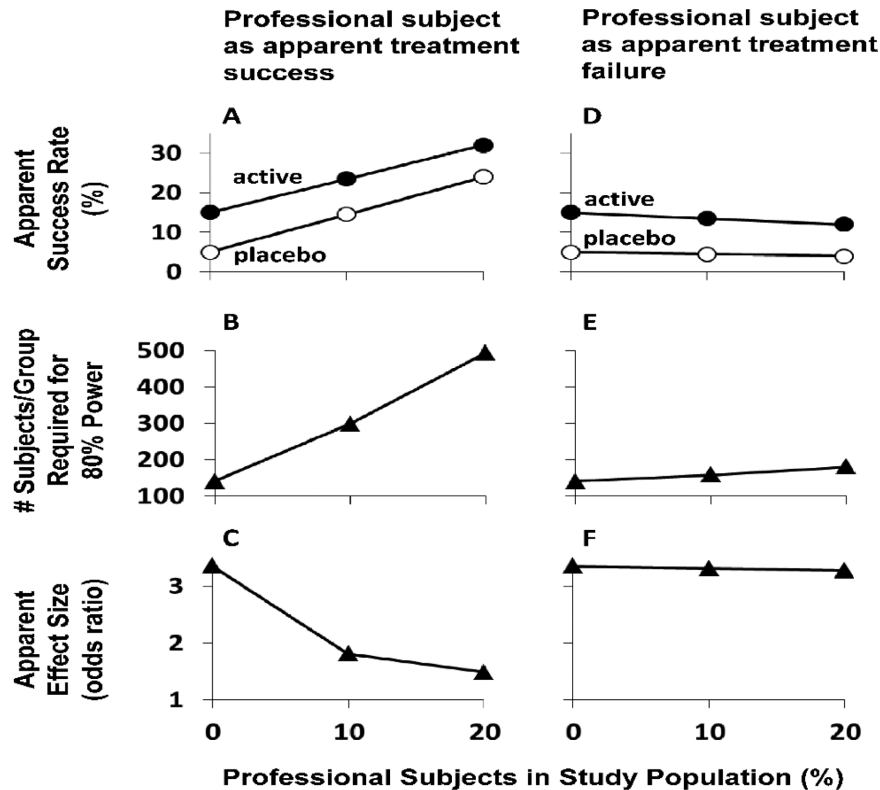 Professional subject
as apparent treatment
success
Professional subject
as apparent treatment
failure
Apparent
Success Rate
(%)
A
30
20
10
0
active
placebo
D
active
placebo
# Subjects/Group
Required for
80% Power
B
500
400
300
200
100
E
Apparent
Effect Size
(odds ratio)
C
3
2
1
F
0
10
20
0
10
20
Professional Subjects in Study Population (%)